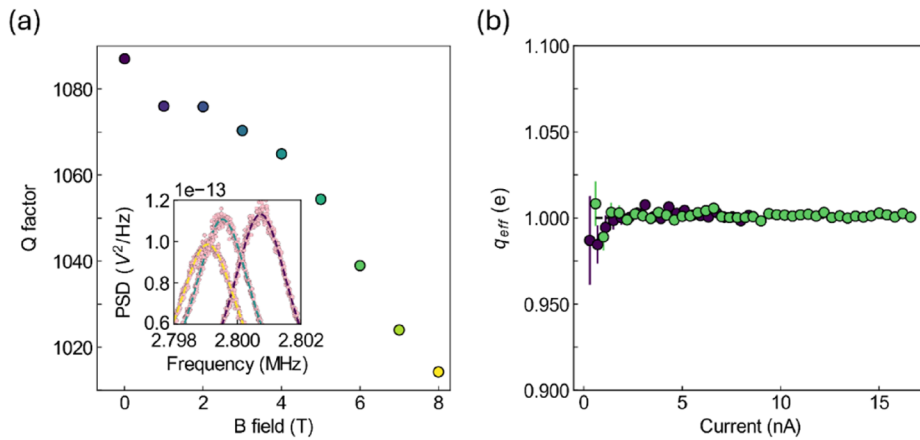 (a)
Q factor
1080
1060
1040
1020
0
2
4
6
8
B field (T)
1e−13
PSD (V²/Hz)
1.2
1.0
0.8
0.6
2.798
2.800
2.802
Frequency (MHz)
(b)
q_eff (e)
1.100
1.050
1.000
0.950
0.900
0
5
10
15
Current (nA)